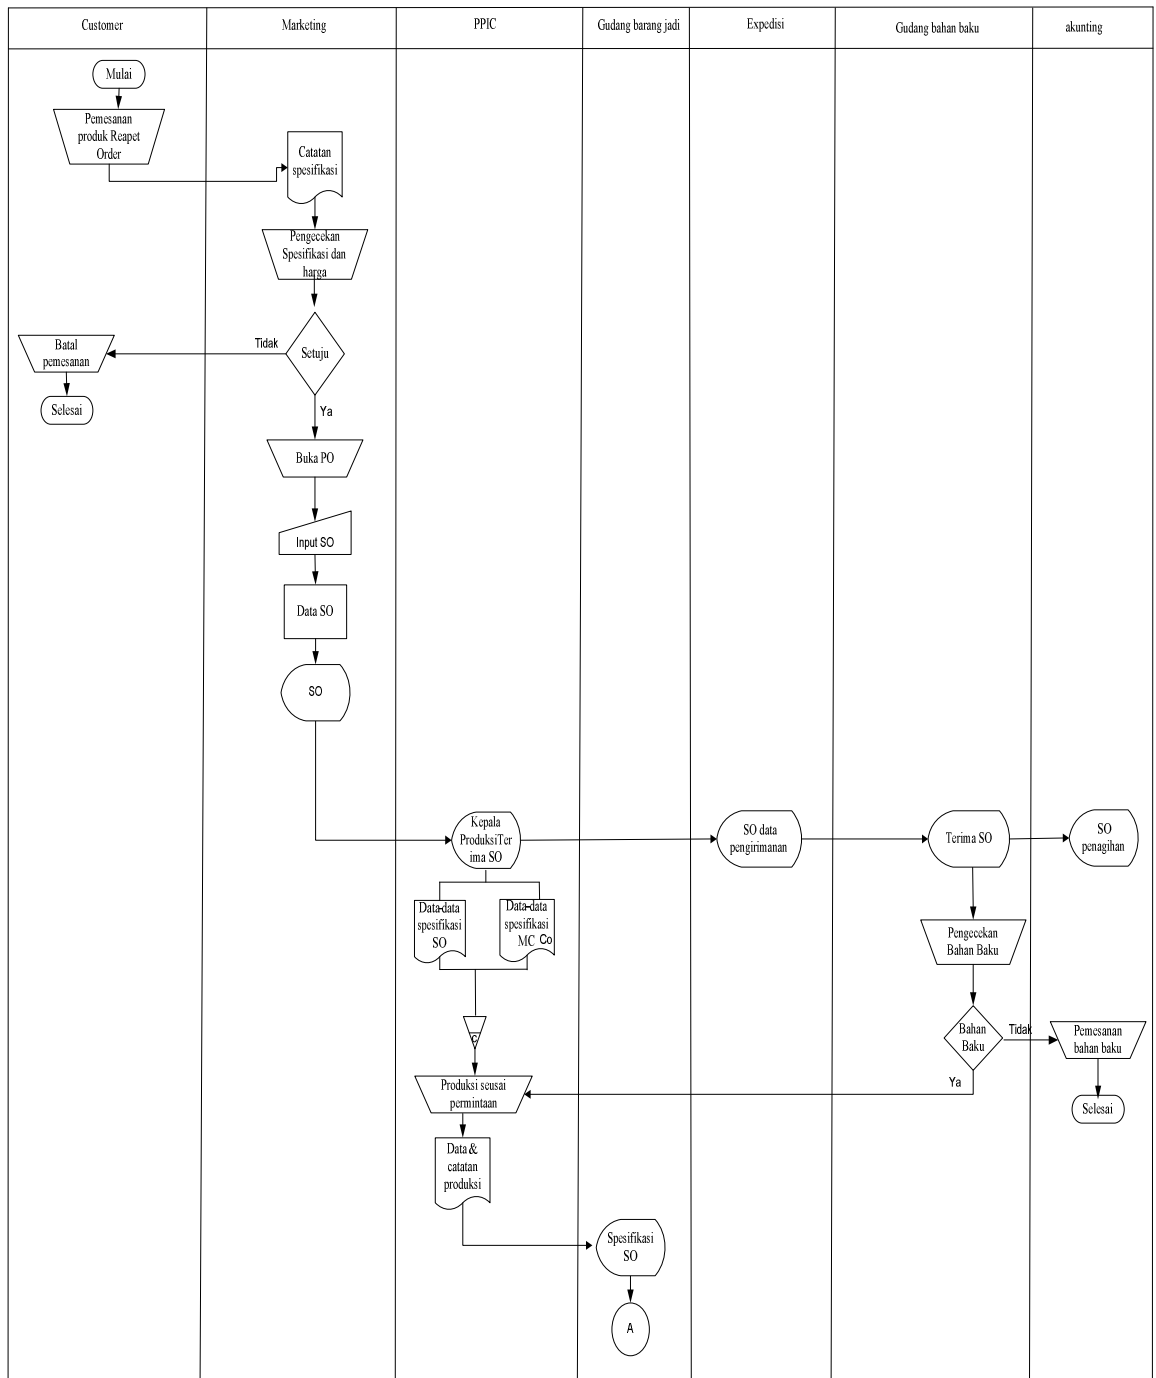 Customer
Marketing
PPIC
Gudang barang jadi
Expedisi
Gudang bahan baku
akunting
Mulai
Pemesanan
produk Reapet
Order
Catatan
spesifikasi
Pengecekan
Spesifikasi dan
harga
Setuju
Tidak
Batal
pemesanan
Selesai
Ya
Buka PO
Input SO
Data SO
SO
Kepala
ProduksiTer
ima SO
SO data
pengirimanan
Terima SO
SO
penagihan
Data-data
spesifikasi
SO
Data-data
spesifikasi
MC Co
Pengecekan
Bahan Baku
Bahan
Baku
Tidak
Pemesanan
bahan baku
Selesai
Ya
C
Produksi seusai
permintaan
Data &
catatan
produksi
Spesifikasi
SO
A